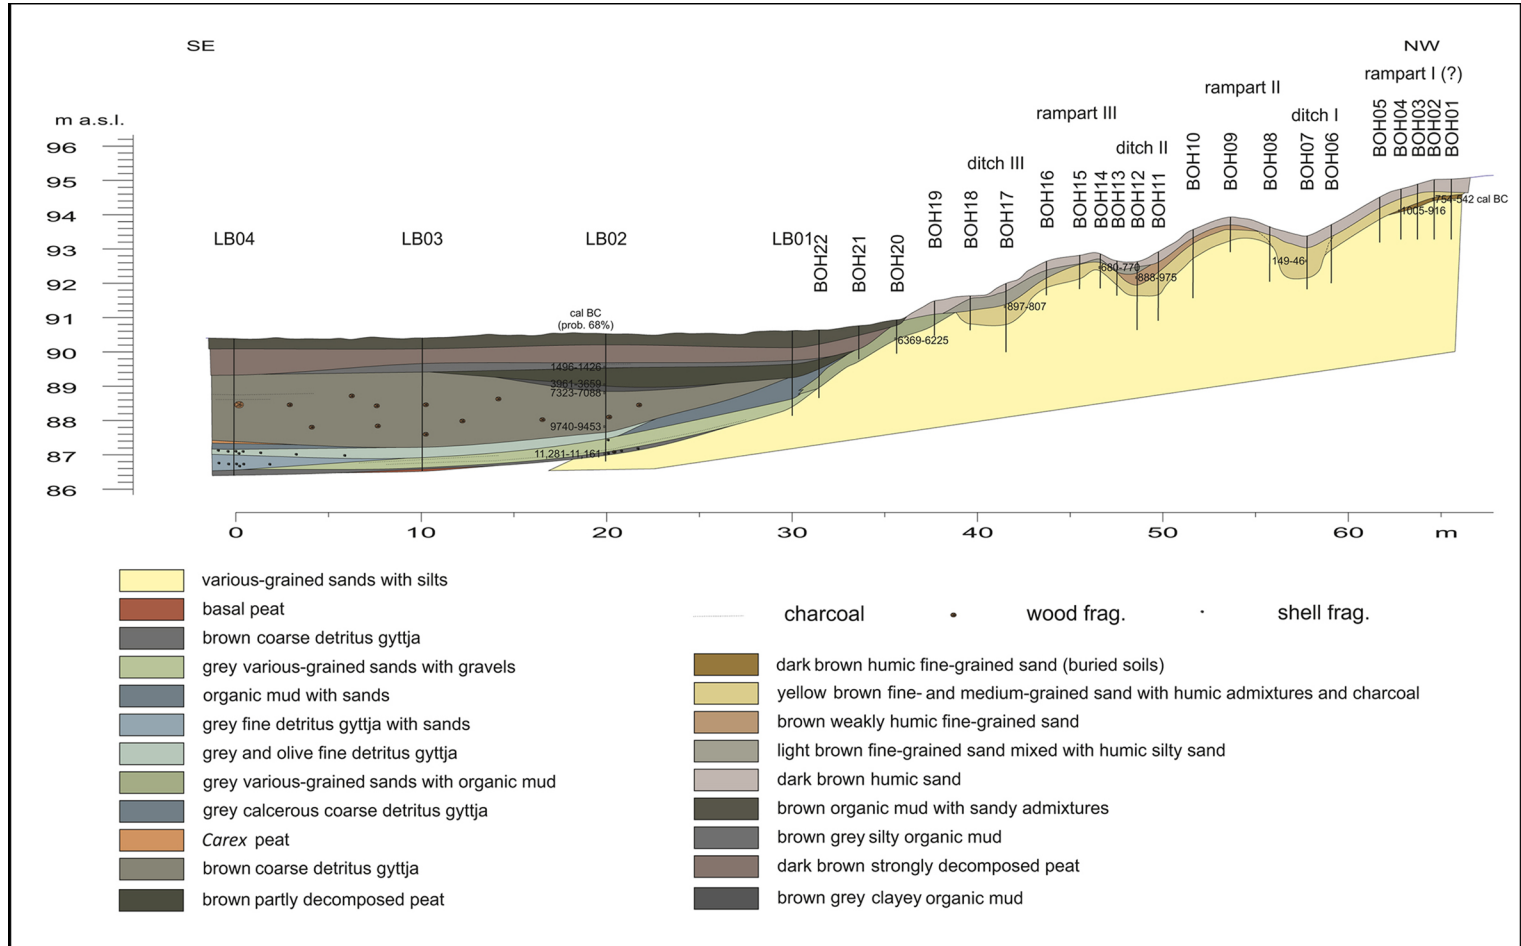 SE
NW
rampart I (?)
rampart II
rampart III
ditch I
ditch II
ditch III
m a.s.l.
96
95
94
93
92
91
90
89
88
87
86
LB04
LB03
LB02
LB01
BOH22
BOH21
BOH20
BOH19
BOH18
BOH17
BOH16
BOH15
BOH14
BOH13
BOH12
BOH11
BOH10
BOH09
BOH08
BOH07
BOH06
BOH05
BOH04
BOH03
BOH02
BOH01
754-542 cal BC
1005-916
149-46
680-770
888-975
897-807
6369-6225
cal BC
(prob. 68%)
1496-1426
3961-3659
7323-7088
9740-9453
11,281-11,161
0 10 20 30 40 50 60 m
various-grained sands with silts
basal peat
brown coarse detritus gyttja
grey various-grained sands with gravels
organic mud with sands
grey fine detritus gyttja with sands
grey and olive fine detritus gyttja
grey various-grained sands with organic mud
grey calcerous coarse detritus gyttja
Carex peat
brown coarse detritus gyttja
brown partly decomposed peat
charcoal wood frag. shell frag.
dark brown humic fine-grained sand (buried soils)
yellow brown fine- and medium-grained sand with humic admixtures and charcoal
brown weakly humic fine-grained sand
light brown fine-grained sand mixed with humic silty sand
dark brown humic sand
brown organic mud with sandy admixtures
brown grey silty organic mud
dark brown strongly decomposed peat
brown grey clayey organic mud